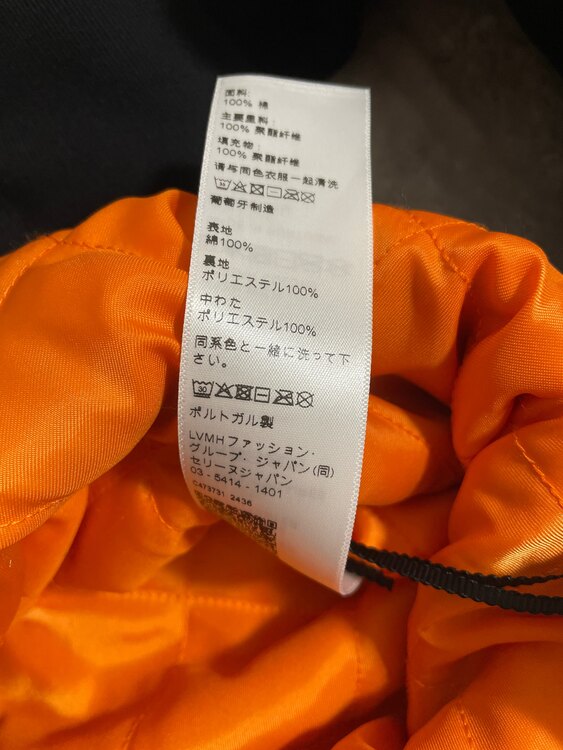 面料:
100% 棉
主要里料:
100% 聚酯纤维
填充物:
100% 聚酯纤维
请与同色衣服一起清洗
30
葡萄牙制造
表地
綿100%
裏地
ポリエステル100%
中わた
ポリエステル100%
同系色と一緒に洗って下
さい。
30
ポルトガル製
LVMHファッション·
グループ·ジャパン(同)
セリーヌジャパン
03-5414-1401
C473731 2436